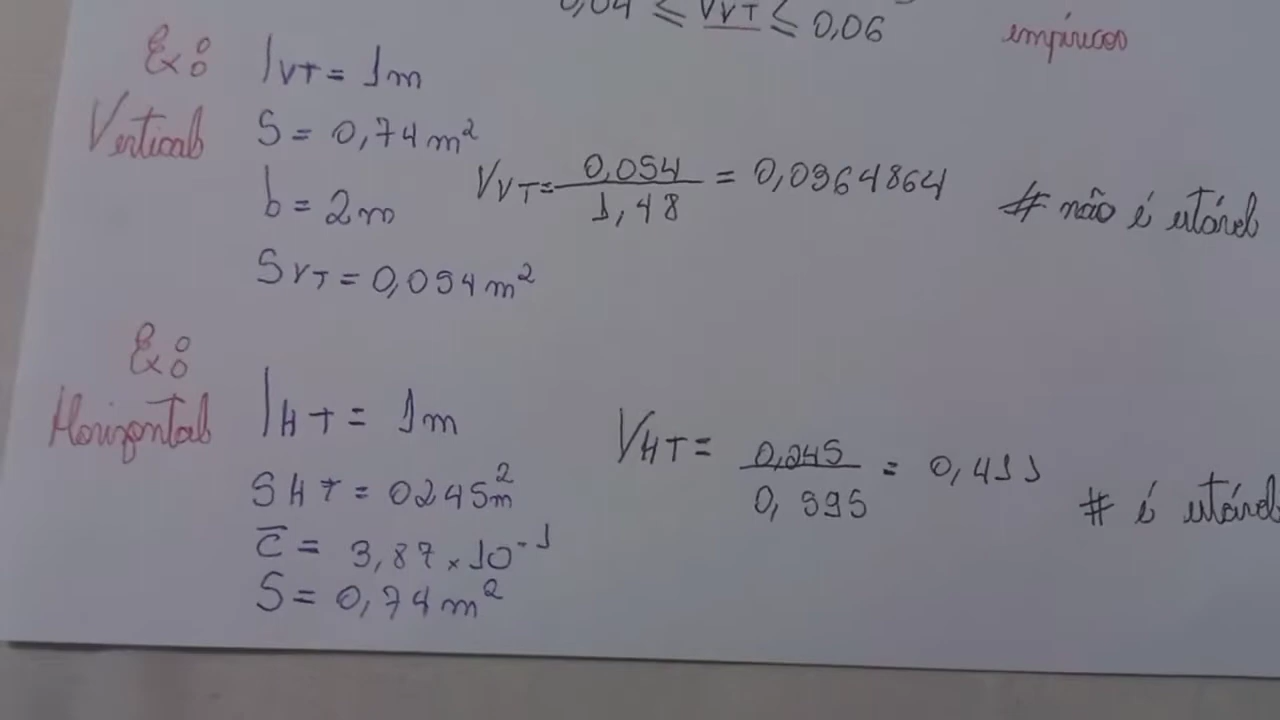 0,04 ≤ VVT ≤ 0,06 empíricos
Ex: lVT = 1m
Vertical S = 0,74 m²
b = 2m VVT = 0,054 / 1,48 = 0,0364864 # não é estável
SVT = 0,054 m²
Ex:
Horizontal lHT = 1m
VHT = 0,245 / 0,595 = 0,411 # é estável
SHT = 0245 m²
c̅ = 3,87 × 10⁻¹
S = 0,74 m²